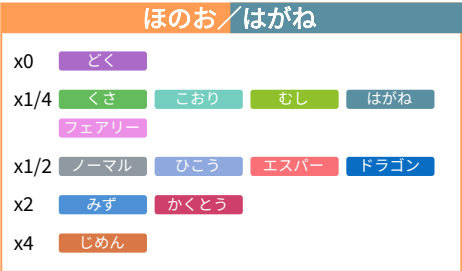 ほのお／はがね
x0 どく
x1/4 くさ こおり むし はがね
フェアリー
x1/2 ノーマル ひこう エスパー ドラゴン
x2 みず かくとう
x4 じめん